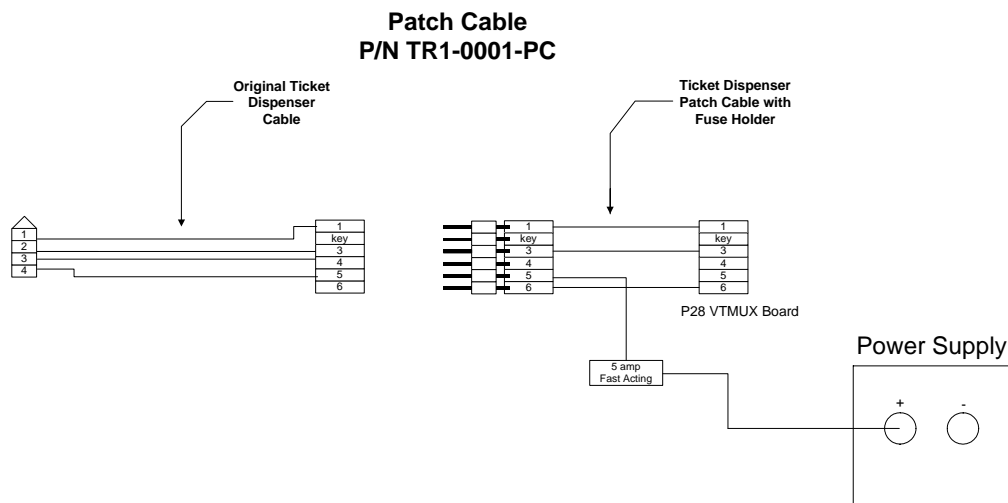 Patch Cable
P/N TR1-0001-PC
Original Ticket
Dispenser
Cable
Ticket Dispenser
Patch Cable with
Fuse Holder
1
2
3
4
1
key
3
4
5
6
1
key
3
4
5
6
1
key
3
4
5
6
P28 VTMUX Board
5 amp
Fast Acting
Power Supply
+ -